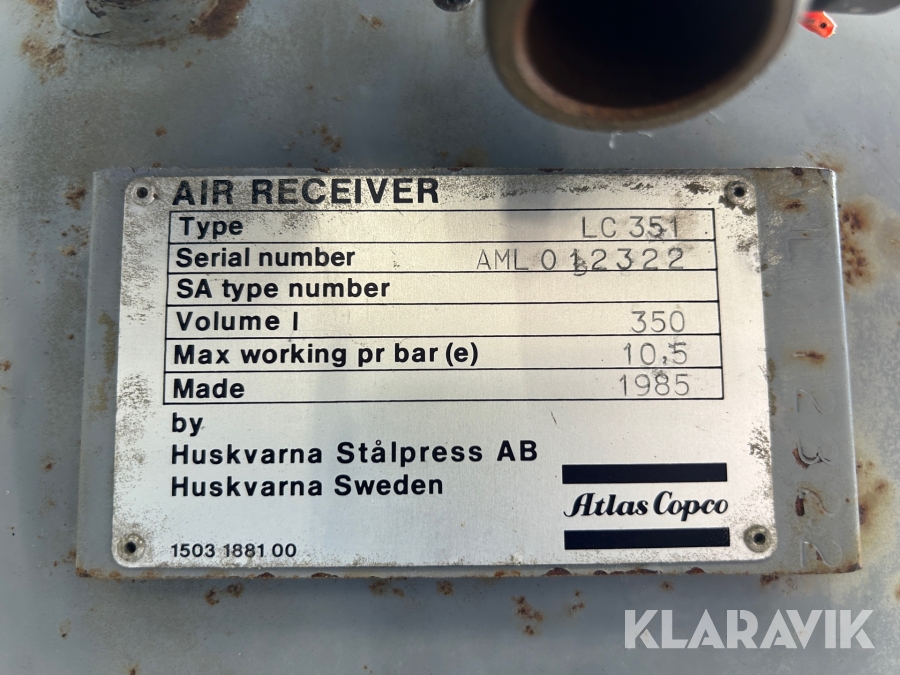 AIR RECEIVER
Type LC 351
Serial number AML 012322
SA type number
Volume l 350
Max working pr bar (e) 10,5
Made 1985
by
Huskvarna Stålpress AB
Huskvarna Sweden
Atlas Copco
1503 1881 00
KLARAVIK